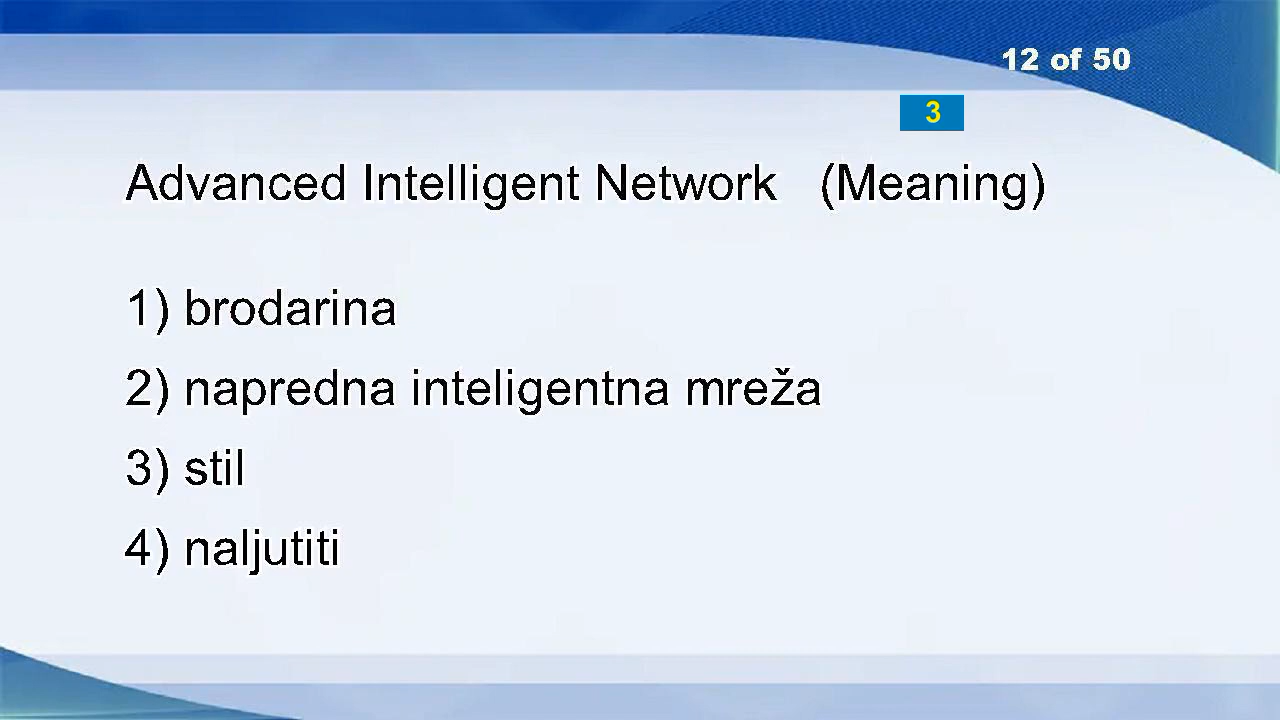 12 of 50
3
Advanced Intelligent Network (Meaning)
1) brodarina
2) napredna inteligentna mreža
3) stil
4) naljutiti